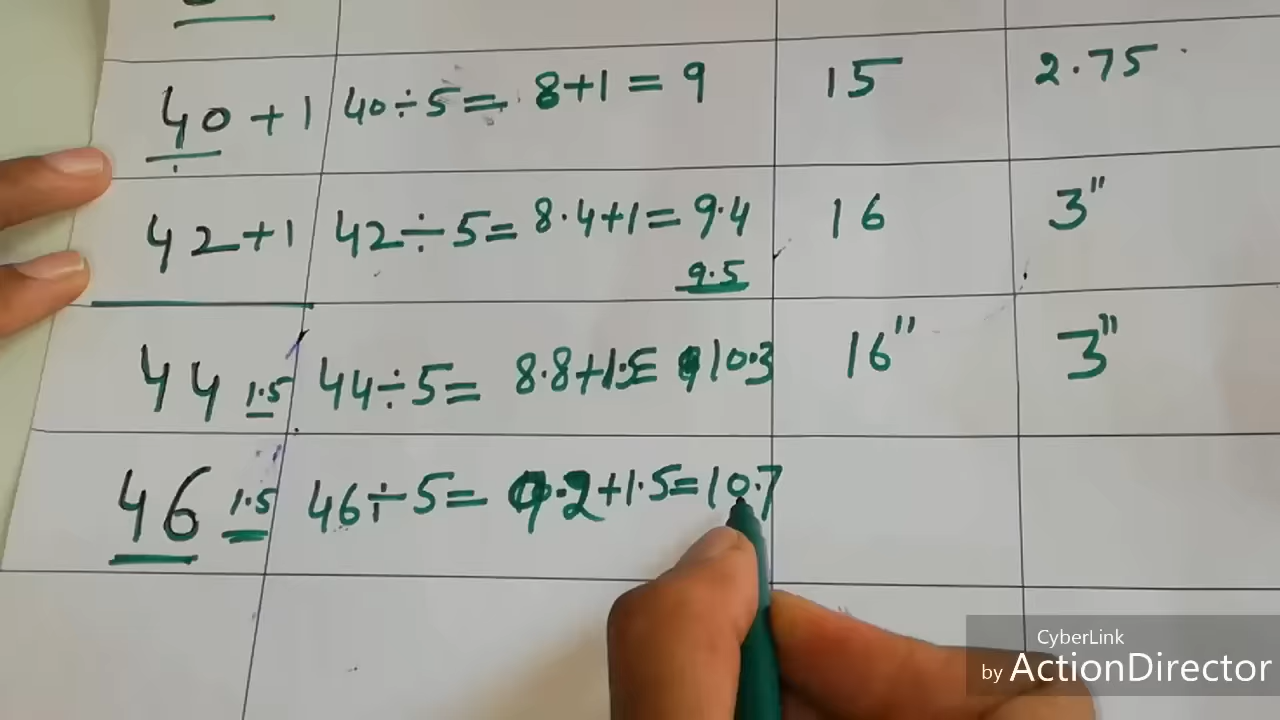 40 + 1 40 ÷ 5 = 8 + 1 = 9 15 2.75
42 + 1 42 ÷ 5 = 8.4 + 1 = 9.4 16 3"
9.5
44 1.5 44 ÷ 5 = 8.8 + 1.5 = 10.3 16" 3"
46 1.5 46 ÷ 5 = 9.2 + 1.5 = 10.7
CyberLink
by ActionDirector